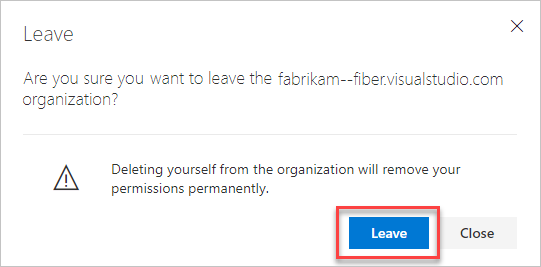 Leave
Are you sure you want to leave the fabrikam--fiber.visualstudio.com
organization?
Deleting yourself from the organization will remove your
permissions permanently.
Leave Close